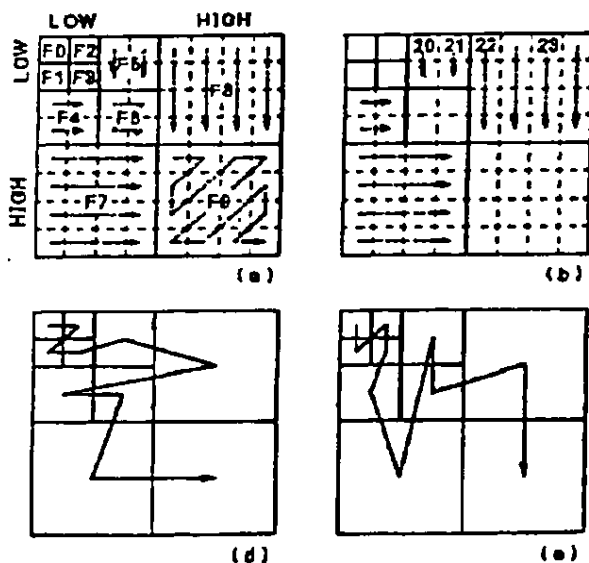 LOW HIGH
LOW
HIGH
F0 F2
F1 F3
F5
F4 F6
F8
F7
F9
(a)
20 21 22 23
(b)
(d)
(e)